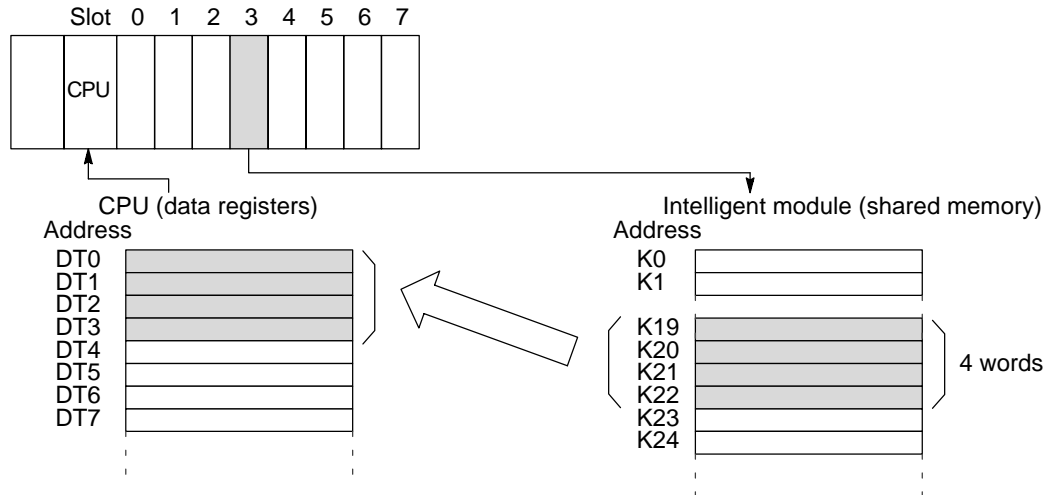 Slot 0 1 2 3 4 5 6 7
CPU
CPU (data registers)
Address
DT0
DT1
DT2
DT3
DT4
DT5
DT6
DT7
Intelligent module (shared memory)
Address
K0
K1
K19
K20
K21
K22
K23
K24
4 words